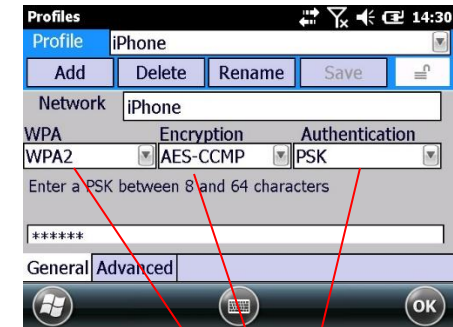 Profiles 14:30
Profile iPhone
Add Delete Rename Save
Network iPhone
WPA Encryption Authentication
WPA2 AES-CCMP PSK
Enter a PSK between 8 and 64 characters
******
General Advanced
OK